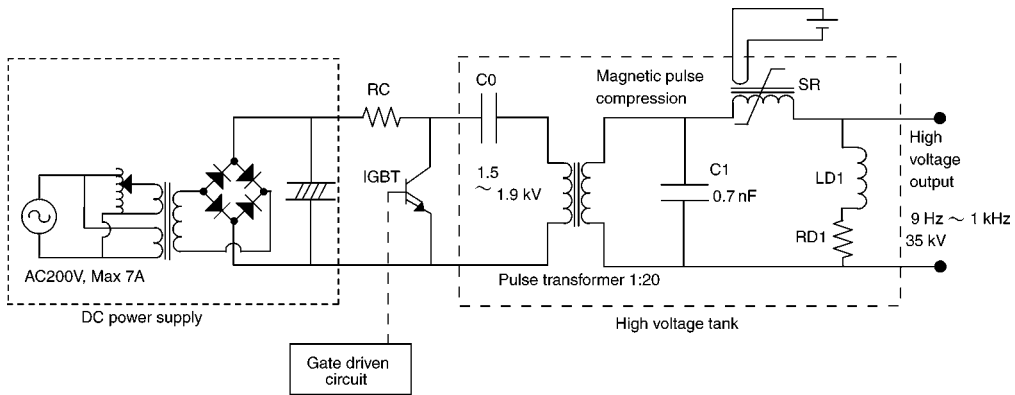 C0
Magnetic pulse
compression
SR
RC
High
voltage
output
IGBT
1.5
~ 1.9 kV
C1
0.7 nF
LD1
RD1
9 Hz ~ 1 kHz
35 kV
AC200V, Max 7A
Pulse transformer 1:20
DC power supply
High voltage tank
Gate driven
circuit